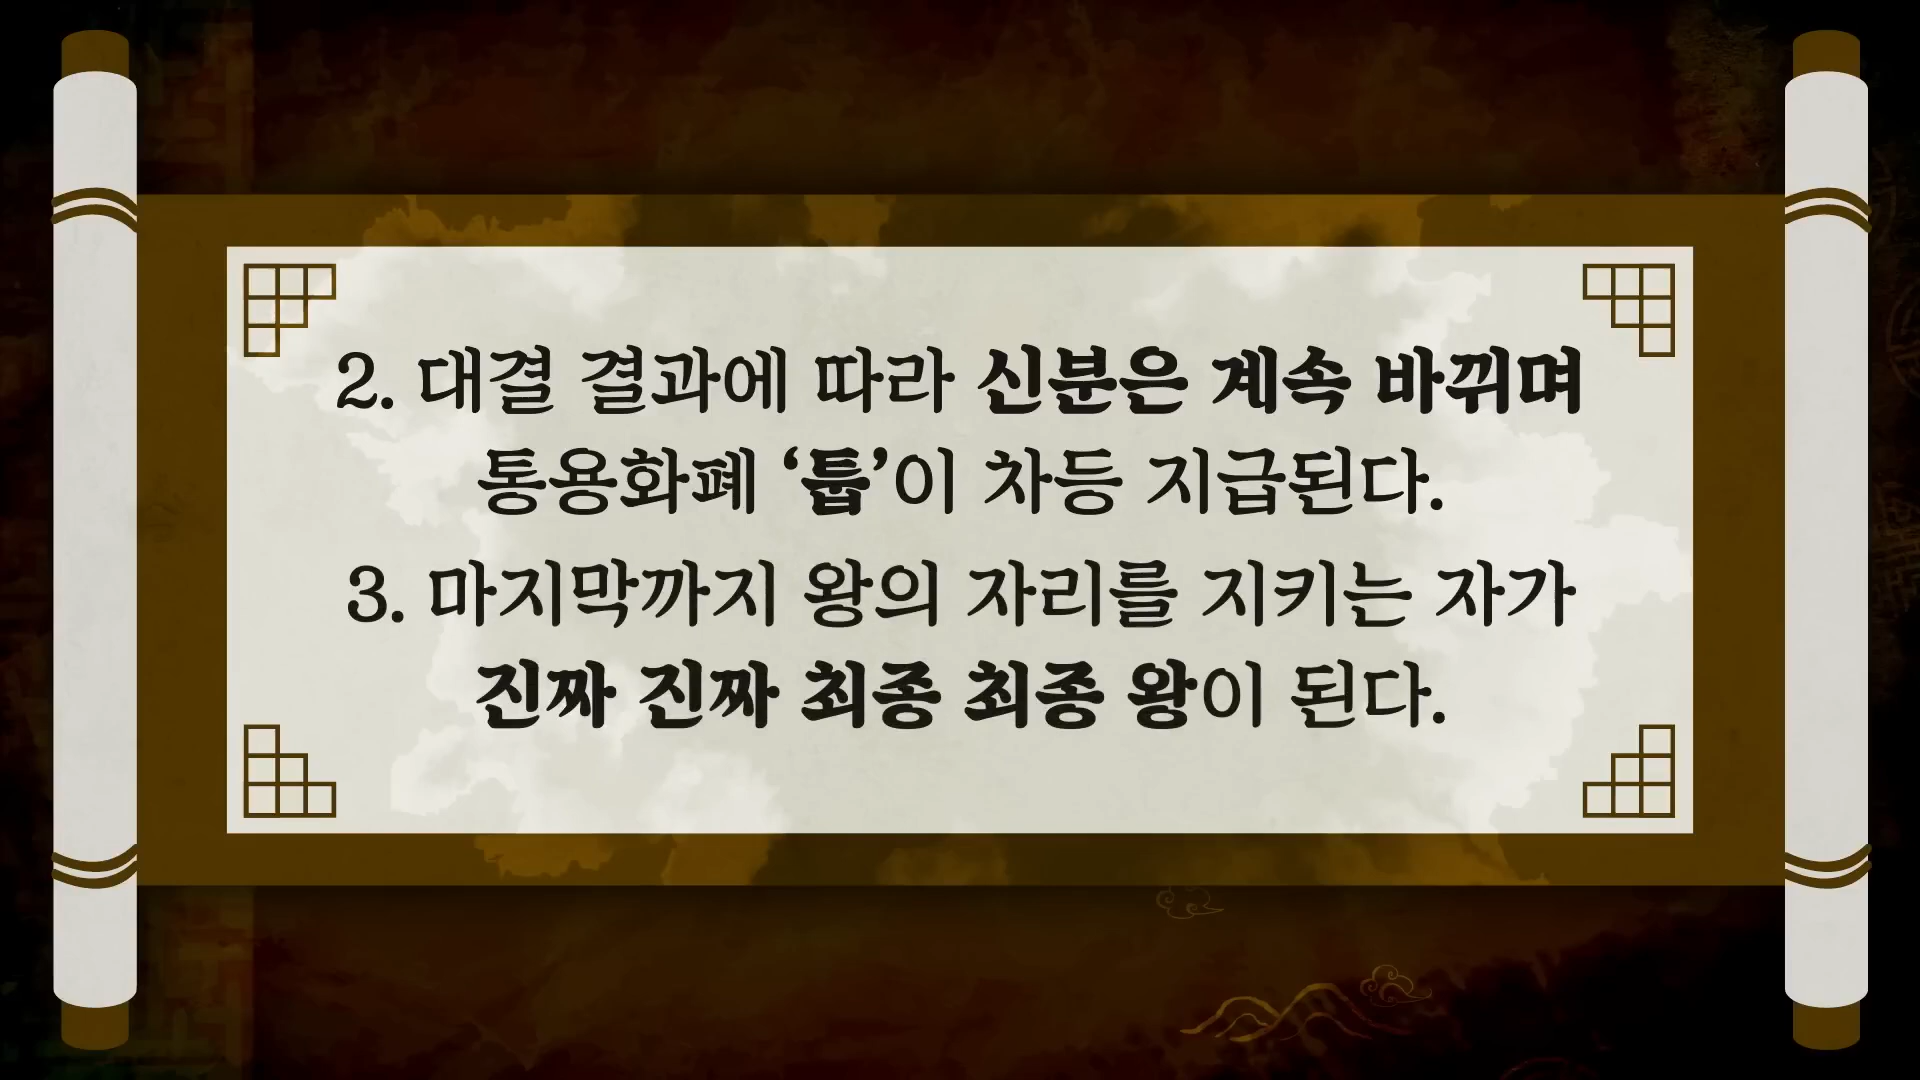 2. 대결 결과에 따라 신분은 계속 바뀌며
통용화폐 ‘튭’이 차등 지급된다.
3. 마지막까지 왕의 자리를 지키는 자가
진짜 진짜 최종 최종 왕이 된다.